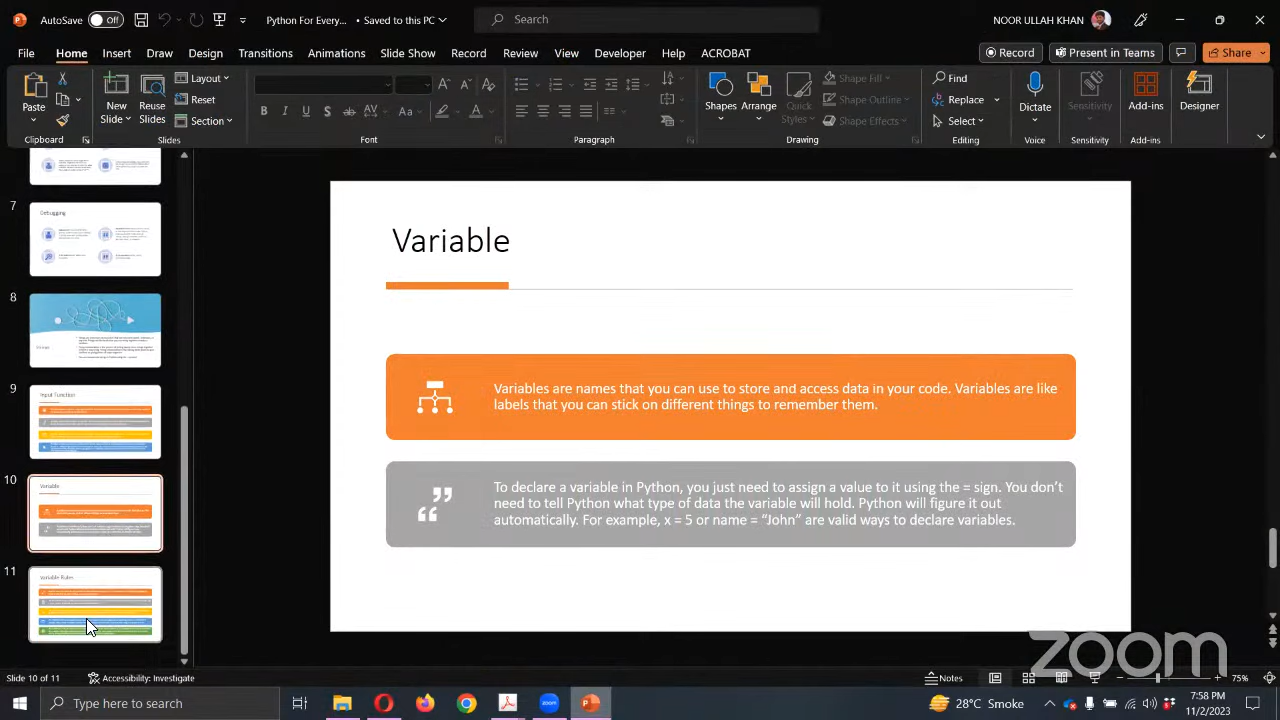 AutoSave Off Python For Every... • Saved to this PC Search NOOR ULLAH KHAN
File Home Insert Draw Design Transitions Animations Slide Show Record Review View Developer Help ACROBAT Record Present in Teams Share
Paste
New Slide
Reuse Slides
Layout
Reset
Section
B I U S ab AV Aa A
Shapes
Arrange
Quick Styles
Shape Fill
Shape Outline
Shape Effects
Find
Replace
Select
Dictate
Sensitivity
Add-ins
Designer
Clipboard Slides Font Paragraph Drawing Editing Voice Sensitivity Add-ins
7
Debugging
8
9
Input Function
10
Variable
11
Variable Rules
Variable
Variables are names that you can use to store and access data in your code. Variables are like
labels that you can stick on different things to remember them.
To declare a variable in Python, you just need to assign a value to it using the = sign. You don't
need to tell Python what type of data the variable will hold, Python will figure it out
automatically. For example, x = 5 or name = “Noor” are valid ways to declare variables.
zoom
Slide 10 of 11 Accessibility: Investigate Notes 75%
Type here to search zoom 28°C Smoke 7:58 PM
11/2/2023